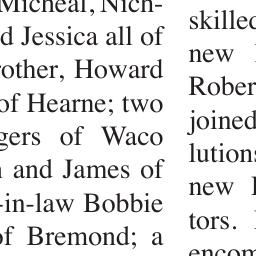 Micheal, Nich-
d Jessica all of
rother, Howard
of Hearne; two
gers of Waco
and James of
-in-law Bobbie
of Bremond; a
skilled
new
Rober
joined
lutions
new
tors.
encom